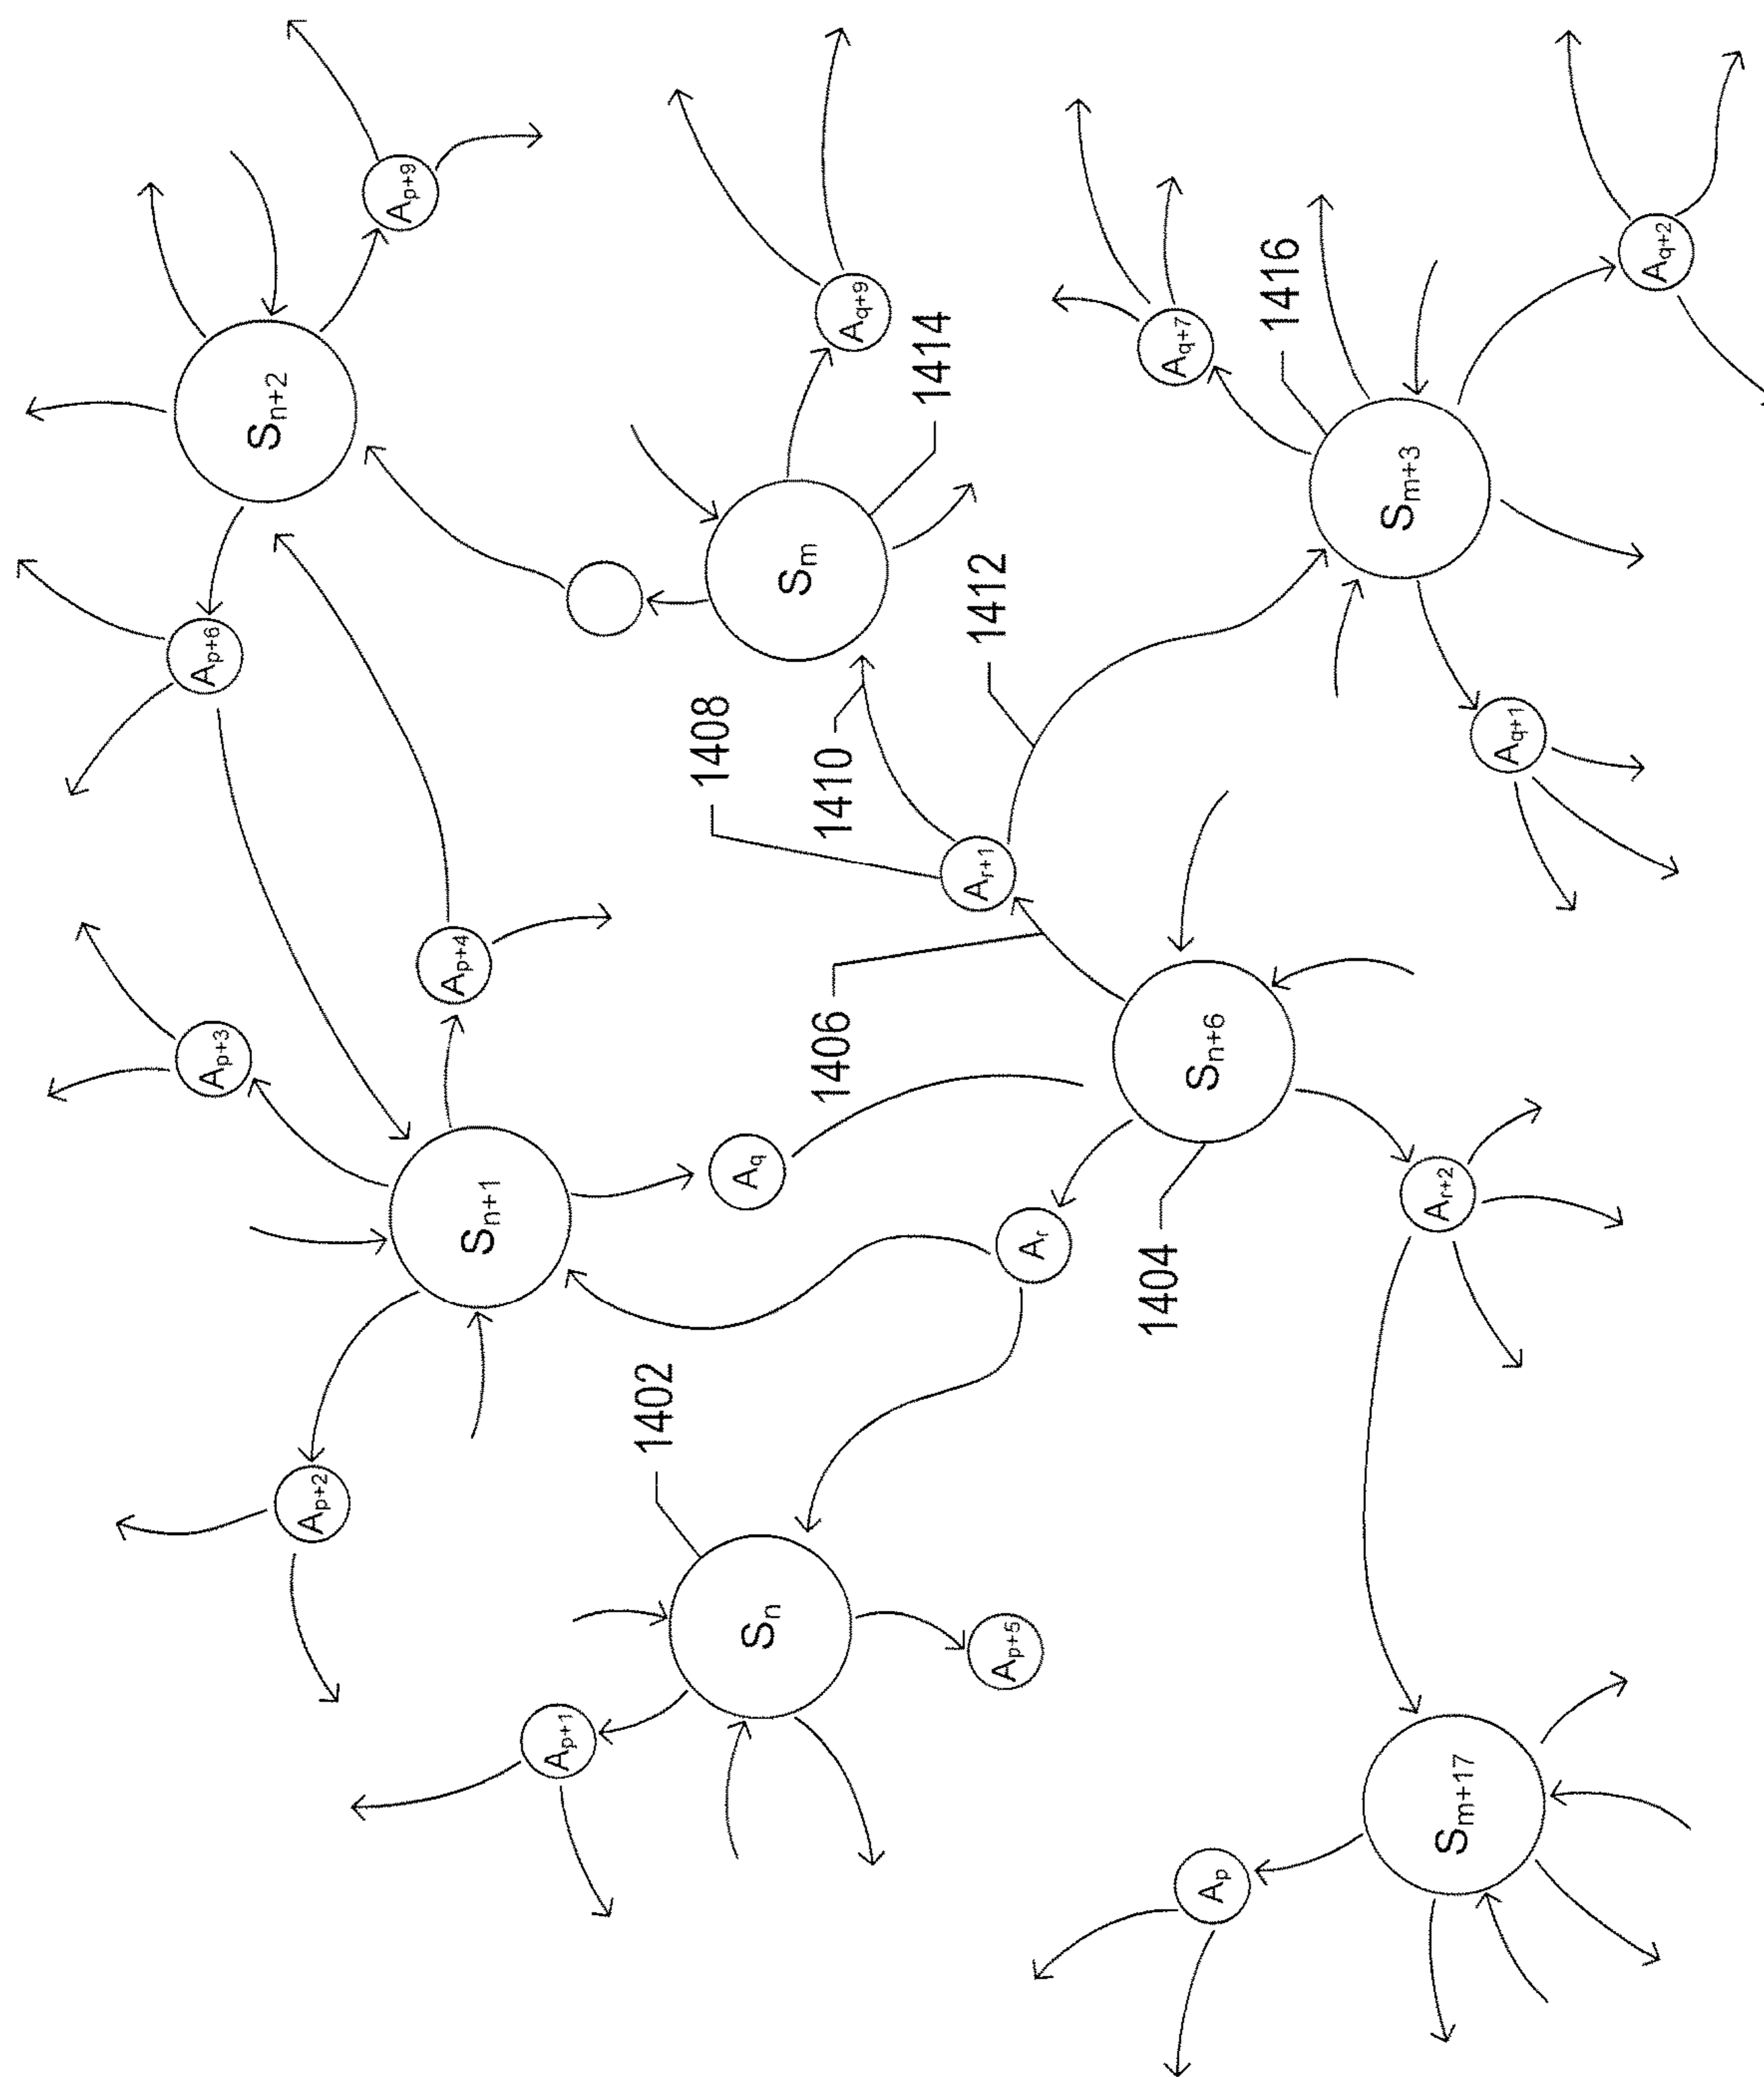 Ap+3
Ap+6
Sn+2
Ap+2
Ap+9
Ap+4
Sn+1
Ap+1
1402
1408
Aq
Sn
Sm
1406
1410
Aq+9
1414
Ar+1
1412
Ap+5
Ar
1404
Aq+7
Sn+6
Ap
1416
Sm+3
Ar+2
Sm+17
Aq+1
Aq+2